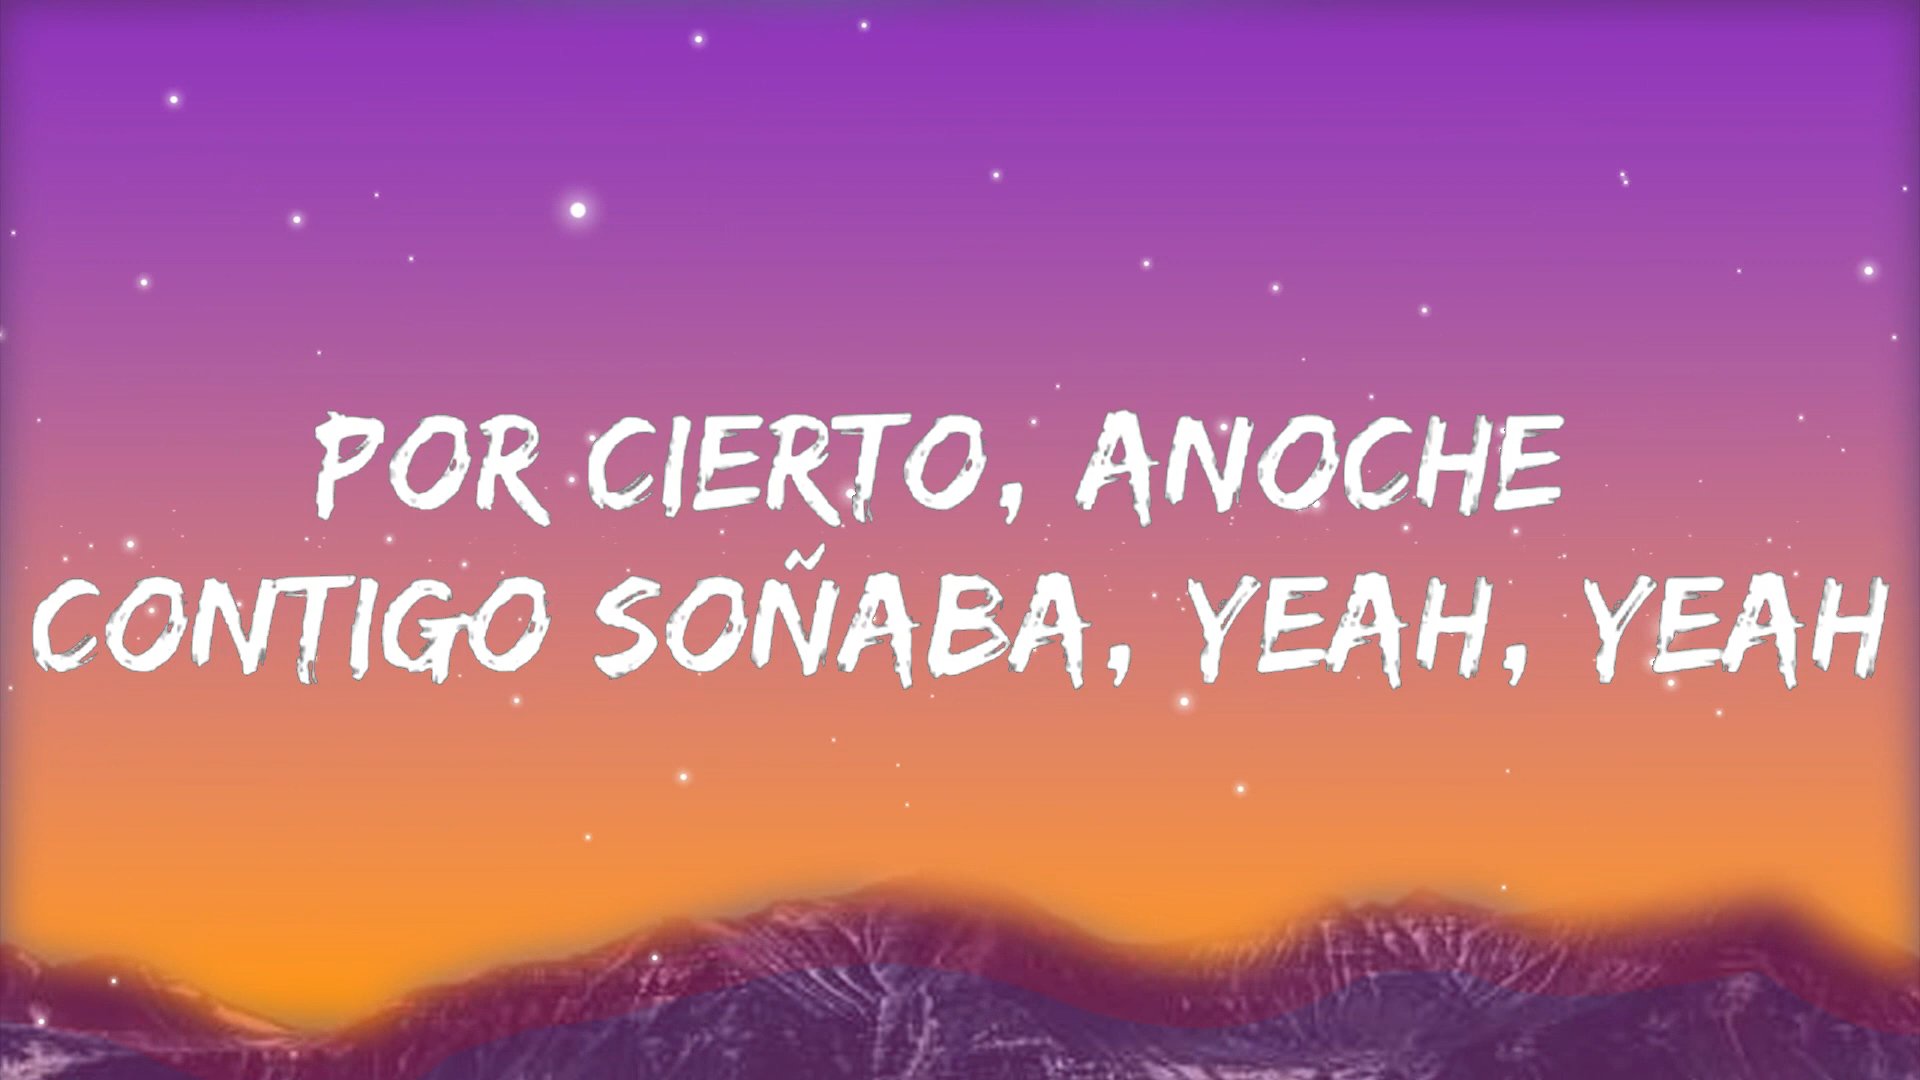 POR CIERTO, ANOCHE
CONTIGO SOÑABA, YEAH, YEAH